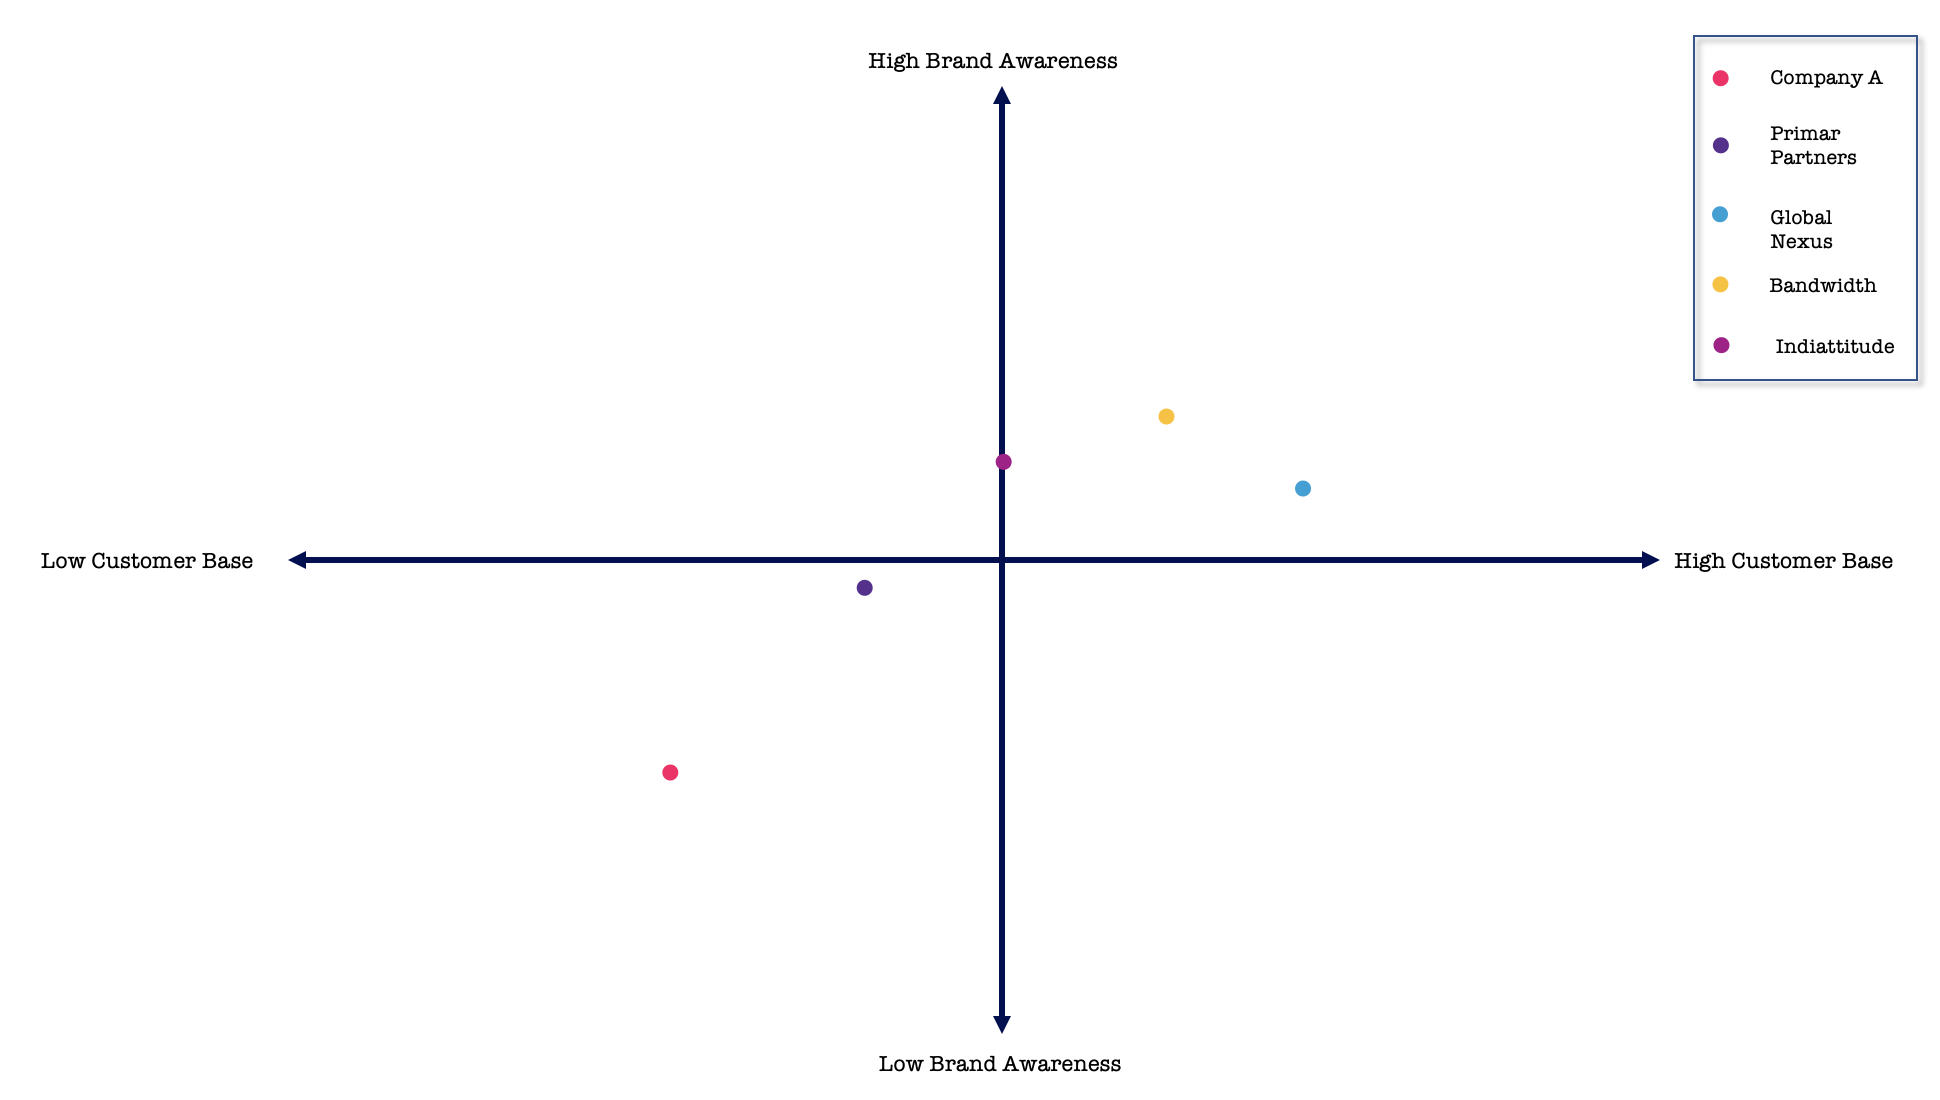 High Brand Awareness
Company A
Primar
Partners
Global
Nexus
Bandwidth
Indiattitude
Low Customer Base
High Customer Base
Low Brand Awareness